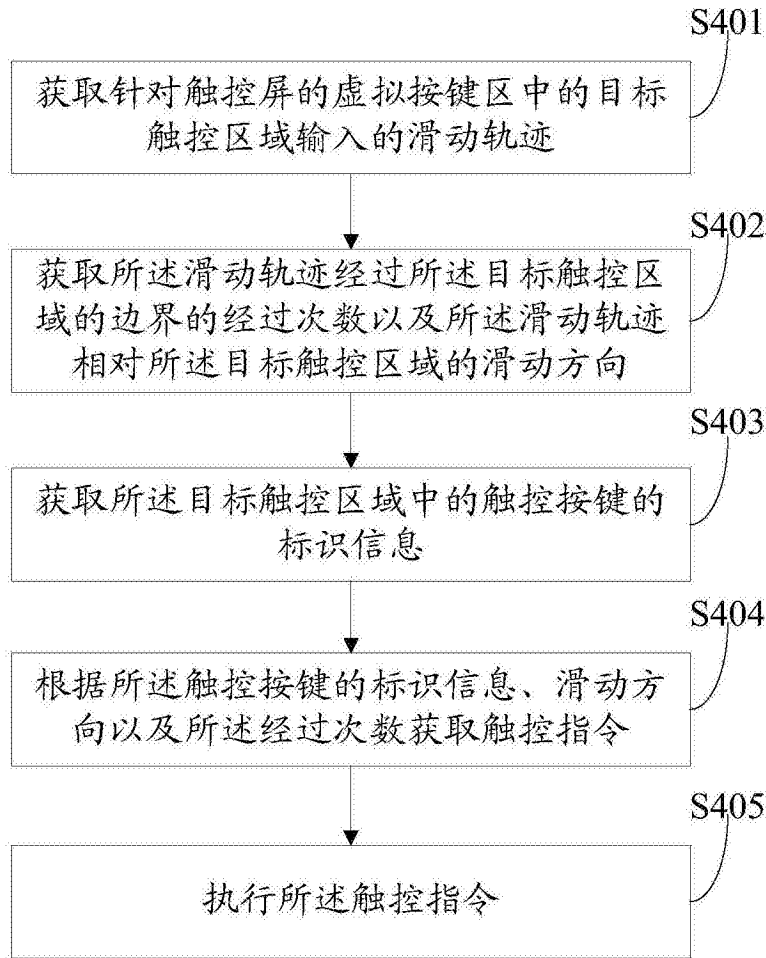 S401
获取针对触控屏的虚拟按键区中的目标
触控区域输入的滑动轨迹
S402
获取所述滑动轨迹经过所述目标触控区
域的边界的经过次数以及所述滑动轨迹
相对所述目标触控区域的滑动方向
S403
获取所述目标触控区域中的触控按键的
标识信息
S404
根据所述触控按键的标识信息、滑动方
向以及所述经过次数获取触控指令
S405
执行所述触控指令